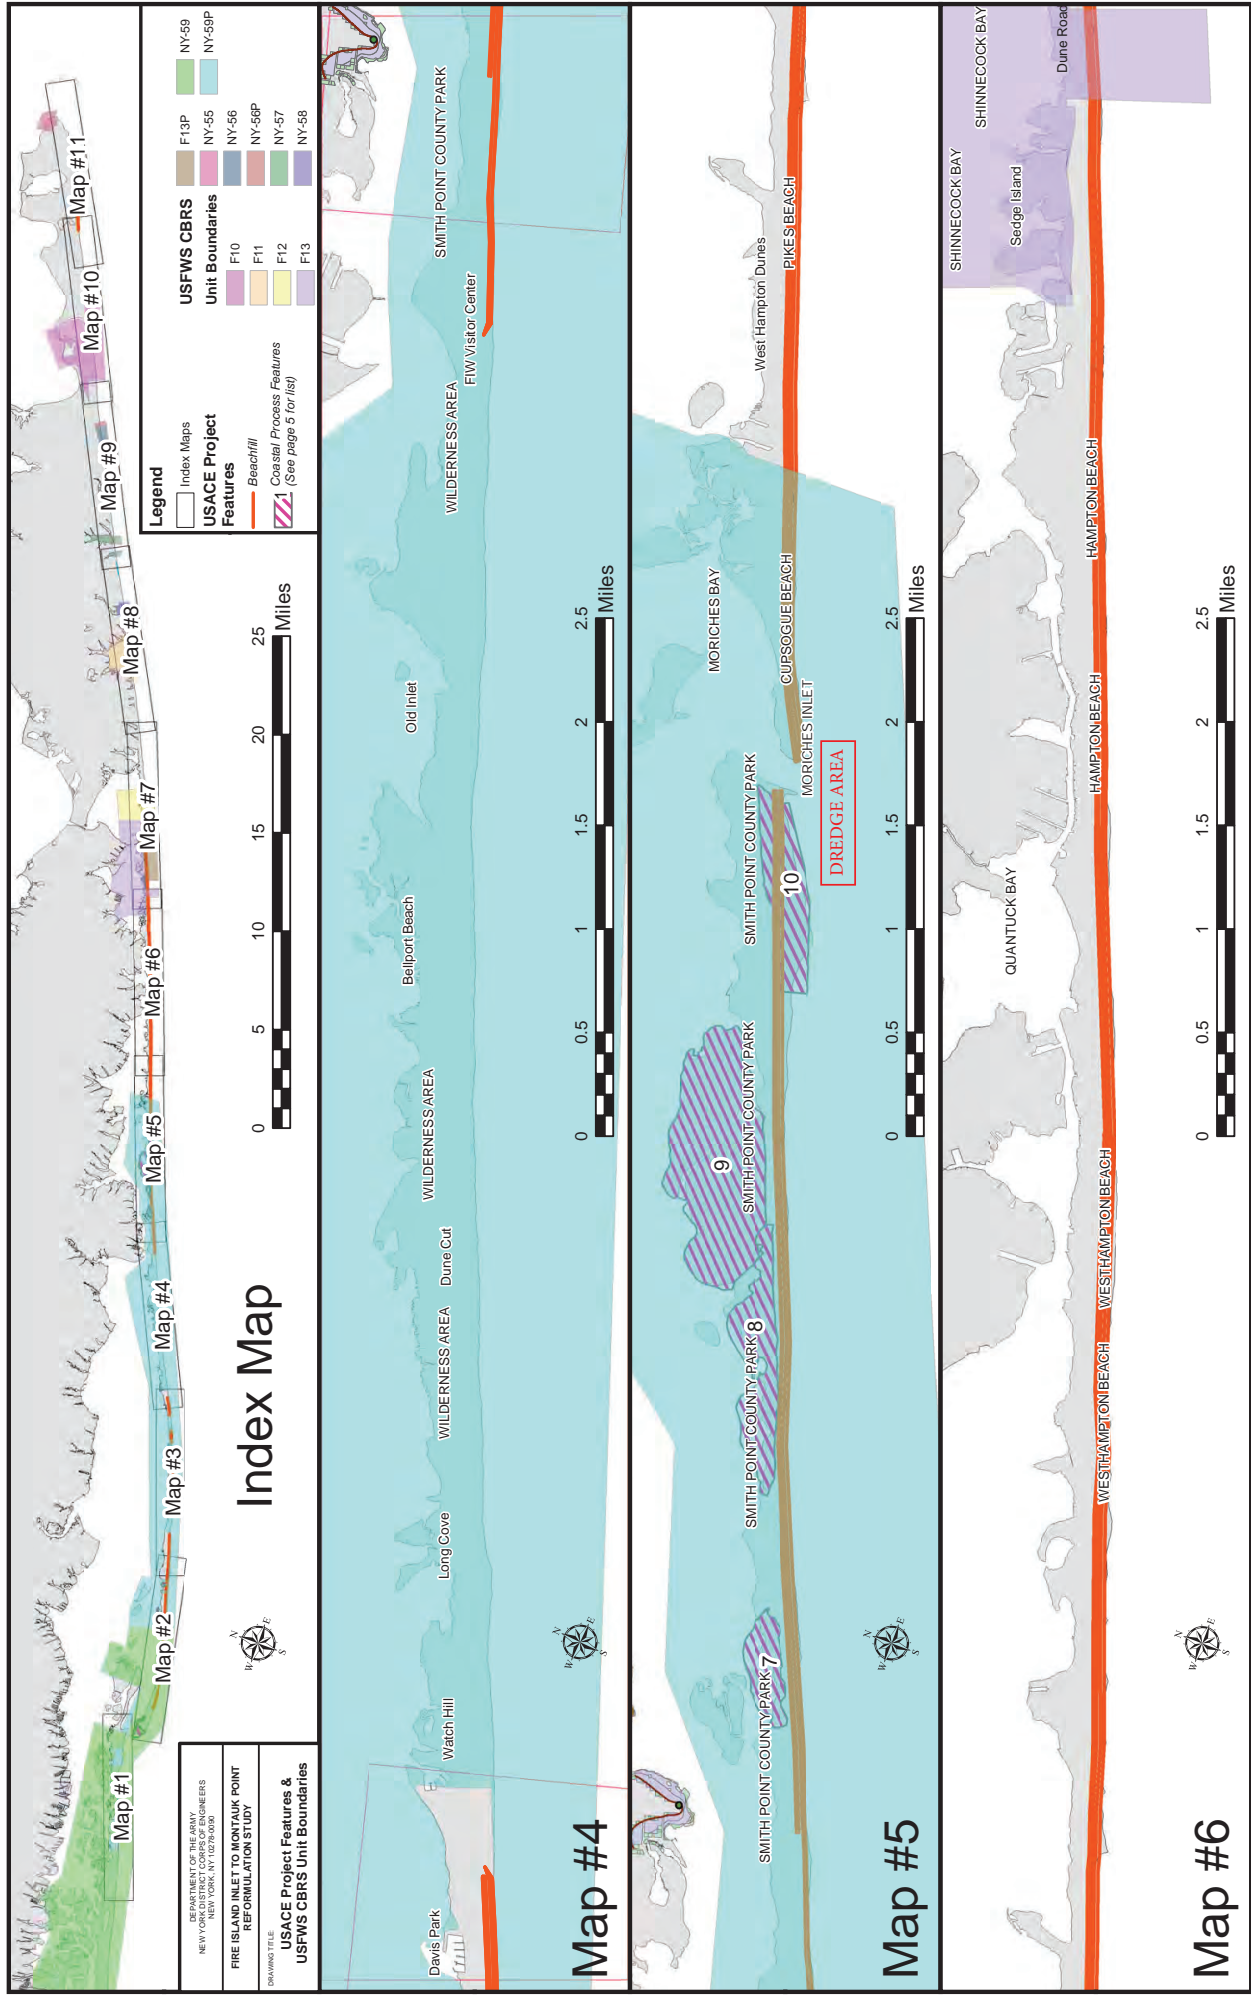 DEPARTMENT OF THE ARMY
NEW YORK DISTRICT CORPS OF ENGINEERS
NEW YORK, NY 10278-0090
FIRE ISLAND INLET TO MONTAUK POINT
REFORMULATION STUDY
DRAWING TITLE:
USACE Project Features &
USFWS CBRS Unit Boundaries
Map #1
Map #2
Map #3
Map #4
Map #5
Map #6
Map #7
Map #8
Map #9
Map #10
Map #11
Index Map
N
E
S
W
0 5 10 15 20 25
Miles
Legend
Index Maps
USACE Project
Features
Beachfill
1
Coastal Process Features
(See page 5 for list)
USFWS CBRS
Unit Boundaries
F10
F11
F12
F13
F13P
NY-55
NY-56
NY-56P
NY-57
NY-58
NY-59
NY-59P
Davis Park
Watch Hill
Long Cove
WILDERNESS AREA
Dune Cut
WILDERNESS AREA
Bellport Beach
Old Inlet
WILDERNESS AREA
FIW Visitor Center
SMITH POINT COUNTY PARK
Map #4
N
E
S
W
0 0.5 1 1.5 2 2.5
Miles
SMITH POINT COUNTY PARK
7
SMITH POINT COUNTY PARK
8
9
SMITH POINT COUNTY PARK
SMITH POINT COUNTY PARK
10
MORICHES INLET
DREDGE AREA
MORICHES BAY
CUPSOGUE BEACH
West Hampton Dunes
PIKES BEACH
Map #5
N
E
S
W
0 0.5 1 1.5 2 2.5
Miles
WESTHAMPTON BEACH
WESTHAMPTON BEACH
QUANTUCK BAY
HAMPTON BEACH
HAMPTON BEACH
SHINNECOCK BAY
Sedge Island
SHINNECOCK BAY
Dune Road
Map #6
N
E
S
W
0 0.5 1 1.5 2 2.5
Miles